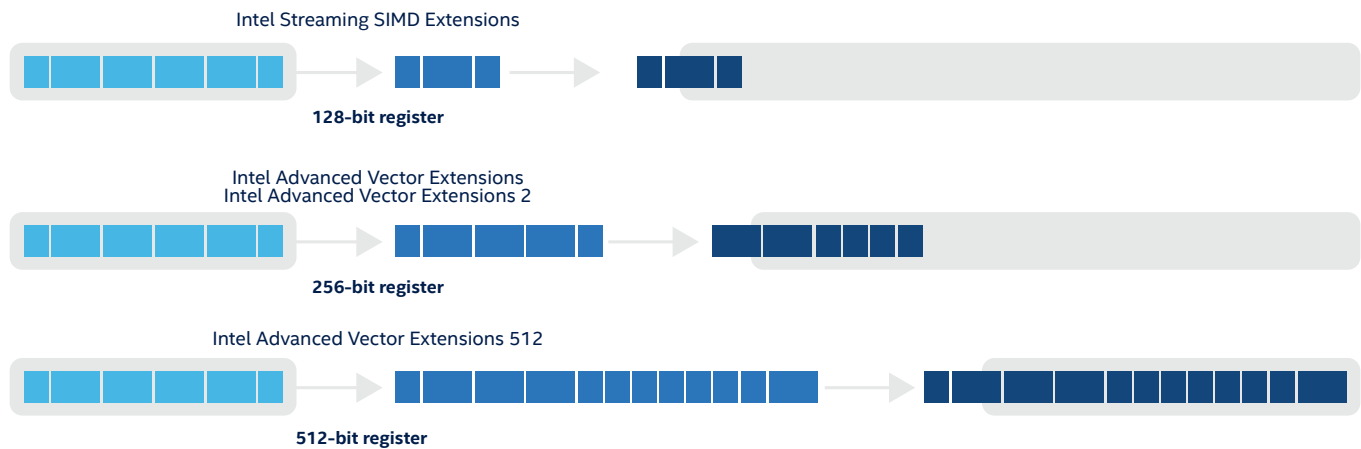 Intel Streaming SIMD Extensions
128-bit register
Intel Advanced Vector Extensions
Intel Advanced Vector Extensions 2
256-bit register
Intel Advanced Vector Extensions 512
512-bit register